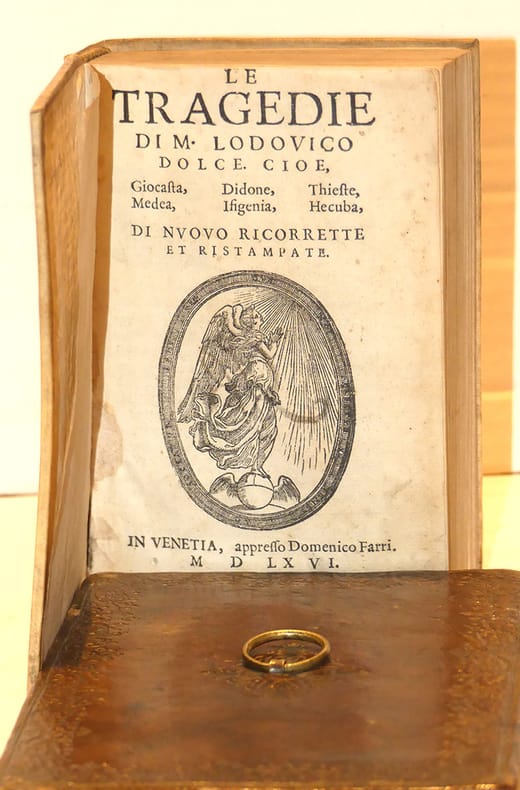 LE
TRAGEDIE
DI M. LODOVICO
DOLCE. CIOE,
Giocaſta, Didone, Thieſte,
Medea, Ifigenia, Hecuba,
DI NVOVO RICORRETTE
ET RISTAMPATE.
IN VENETIA, appreſſo Domenico Farri.
M D LXVI.